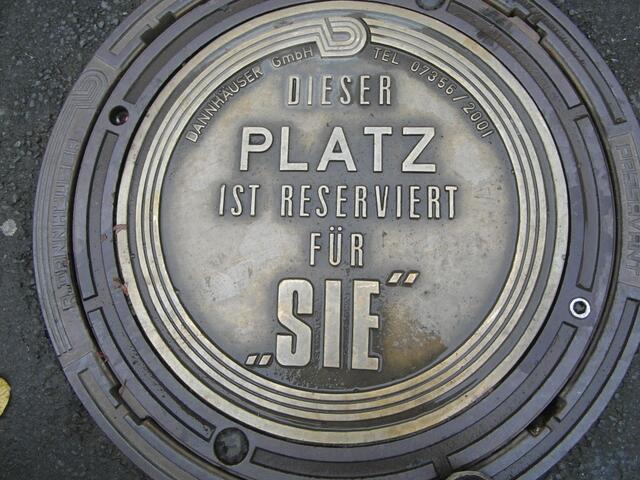 DANNHÄUSER GmbH TEL 07356/2001
DIESER
PLATZ
IST RESERVIERT
FÜR
„SIE“